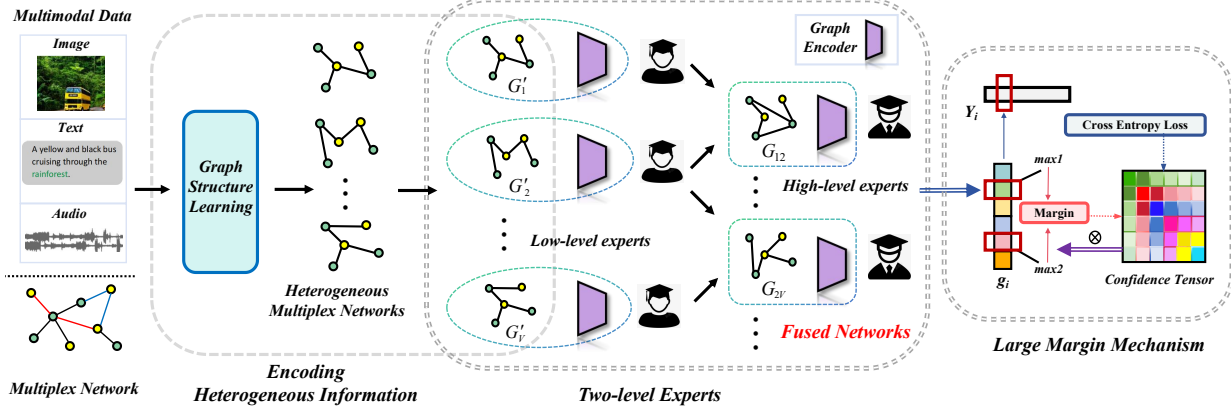 Multimodal Data
Image
Text
A yellow and black bus
cruising through the
rainforest.
Audio
Multiplex Network
Graph
Structure
Learning
Heterogeneous
Multiplex Networks
Encoding
Heterogeneous Information
G′1
G′2
Low-level experts
G′V
Graph
Encoder
G12
High-level experts
G2V
Fused Networks
Two-level Experts
Yi
Cross Entropy Loss
max1
Margin
⊗
max2
gi
Confidence Tensor
Large Margin Mechanism